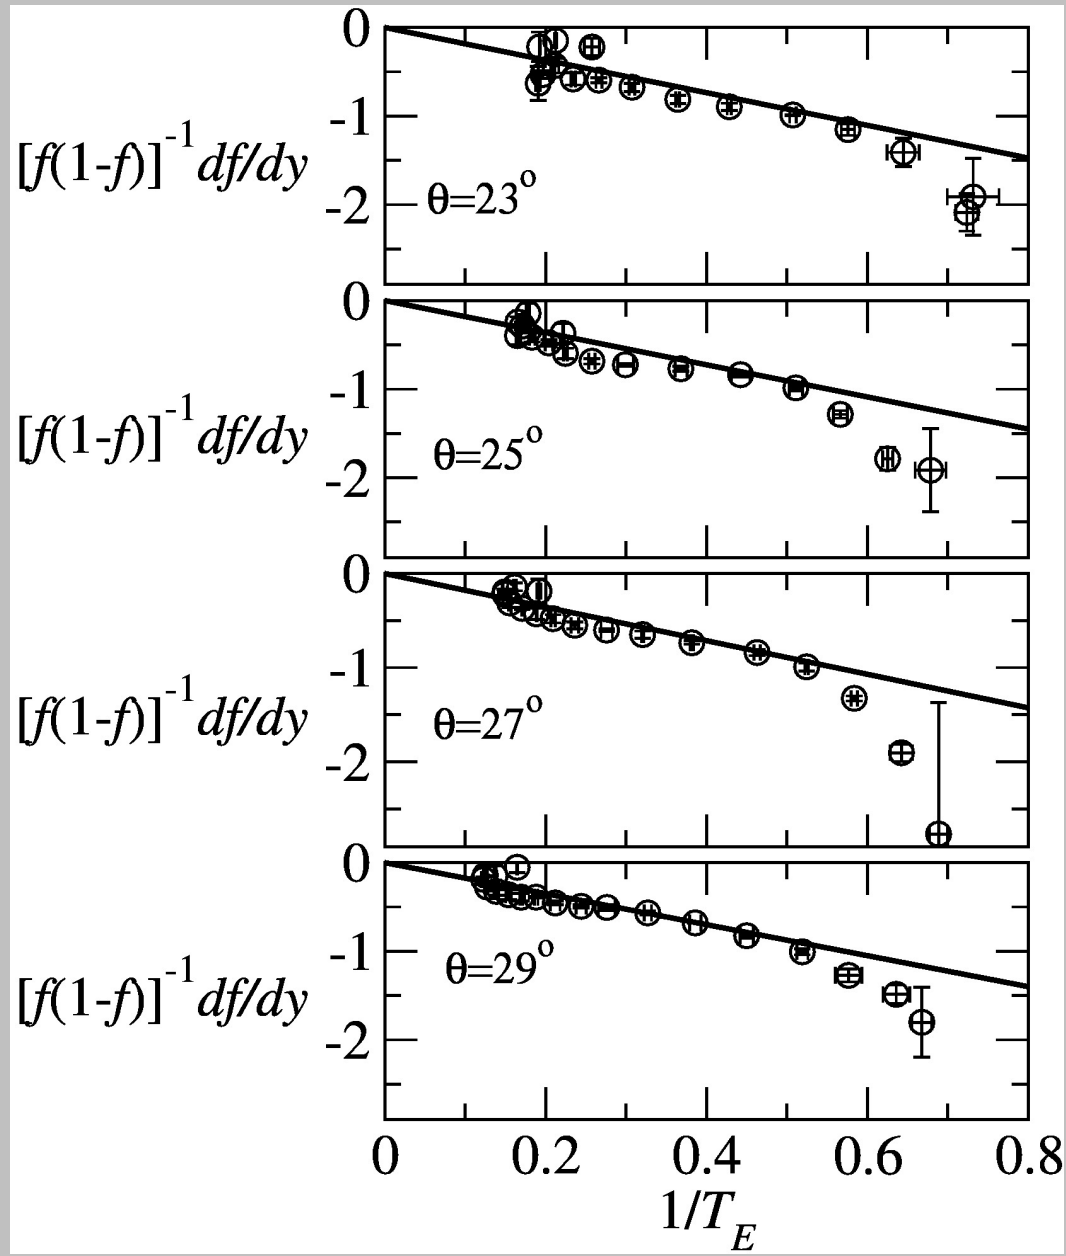 0
-1
-2
[f(1-f)]⁻¹ df/dy
θ=23°
0
-1
-2
[f(1-f)]⁻¹ df/dy
θ=25°
0
-1
-2
[f(1-f)]⁻¹ df/dy
θ=27°
0
-1
-2
[f(1-f)]⁻¹ df/dy
θ=29°
0 0.2 0.4 0.6 0.8
1/T_E